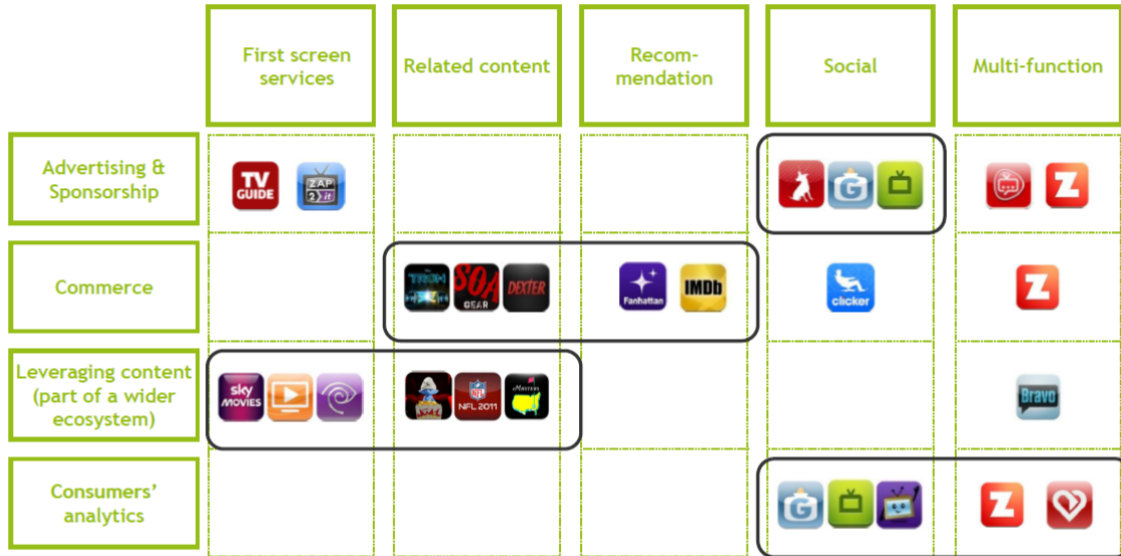 First screen
services
Related content
Recom-
mendation
Social
Multi-function
Advertising &
Sponsorship
TV
GUIDE
ZAP
2 it
G
Z
Commerce
TRON
SOA
GEAR
DEXTER
Fanhattan
IMDb
clicker
Z
Leveraging content
(part of a wider
ecosystem)
sky
MOVIES
NFL
NFL 2011
MASTERS
Bravo
Consumers'
analytics
G
Z